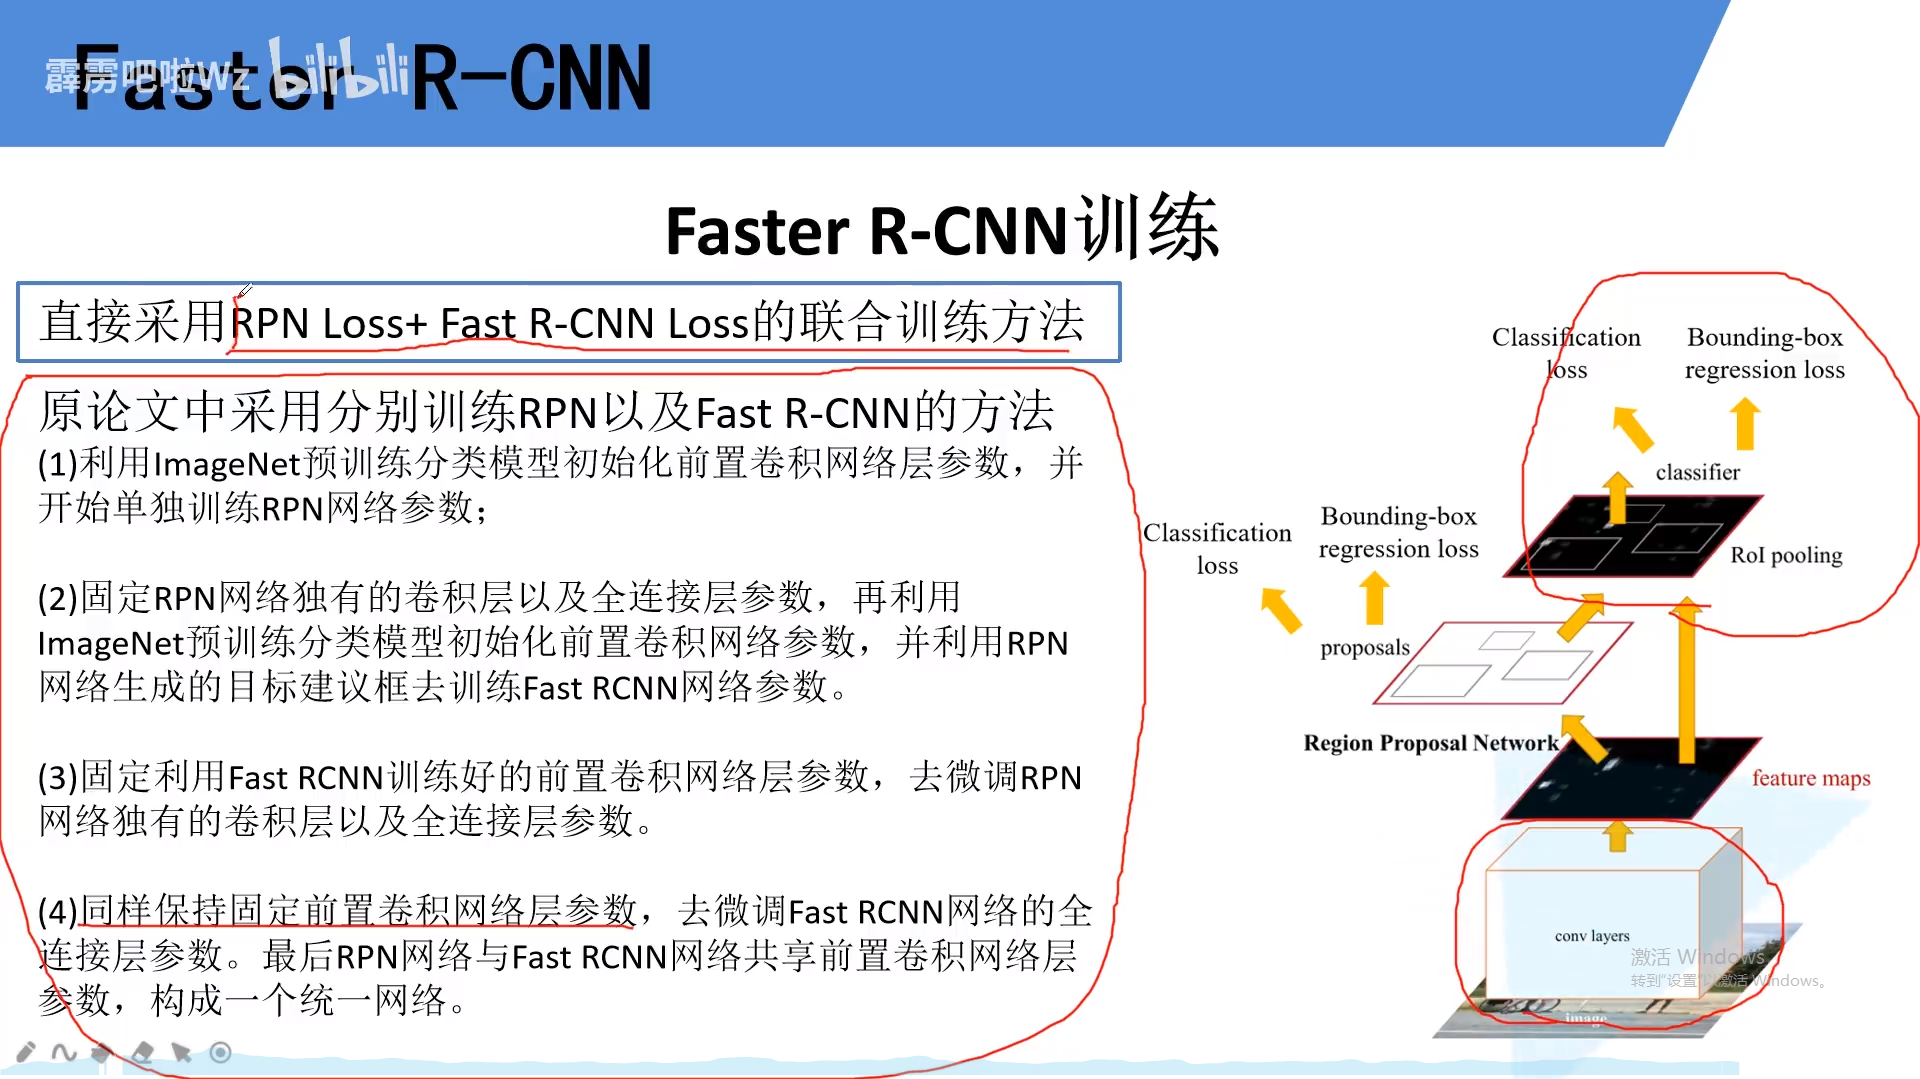 Faster R-CNN
霹雳吧啦Wz bilibili
Faster R-CNN训练
直接采用RPN Loss+ Fast R-CNN Loss的联合训练方法
原论文中采用分别训练RPN以及Fast R-CNN的方法
(1)利用ImageNet预训练分类模型初始化前置卷积网络层参数，并
开始单独训练RPN网络参数；
(2)固定RPN网络独有的卷积层以及全连接层参数，再利用
ImageNet预训练分类模型初始化前置卷积网络参数，并利用RPN
网络生成的目标建议框去训练Fast RCNN网络参数。
(3)固定利用Fast RCNN训练好的前置卷积网络层参数，去微调RPN
网络独有的卷积层以及全连接层参数。
(4)同样保持固定前置卷积网络层参数，去微调Fast RCNN网络的全
连接层参数。最后RPN网络与Fast RCNN网络共享前置卷积网络层
参数，构成一个统一网络。
Classification
loss
Bounding-box
regression loss
classifier
RoI pooling
Classification
loss
Bounding-box
regression loss
proposals
Region Proposal Network
feature maps
conv layers
image
激活 Windows
转到"设置"以激活 Windows。